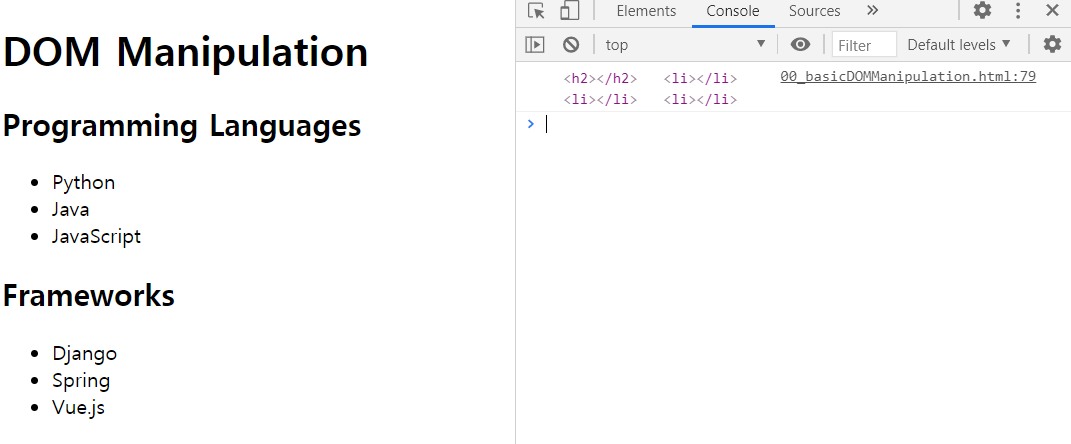 DOM Manipulation
Programming Languages
Python
Java
JavaScript
Frameworks
Django
Spring
Vue.js
Elements Console Sources »
top Filter Default levels
<h2></h2> <li></li> 00_basicDOMManipulation.html:79
<li></li> <li></li>